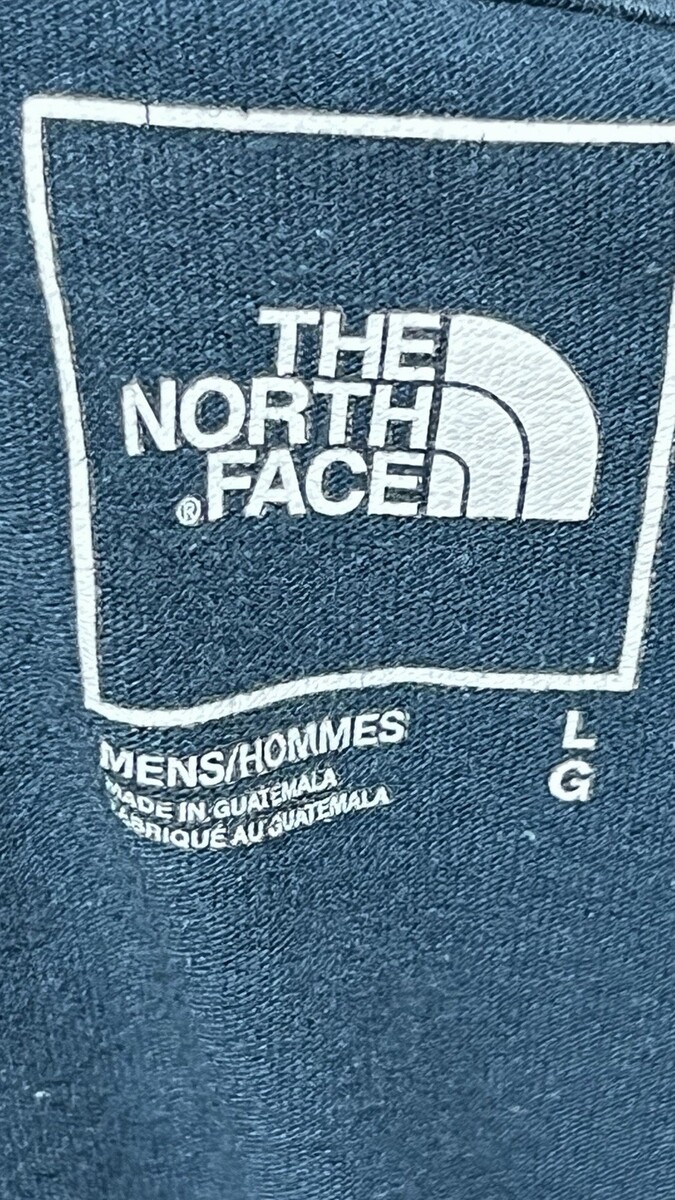 THE
NORTH
FACE
®
MENS/HOMMES
MADE IN GUATEMALA
FABRIQUÉ AU GUATEMALA
L
G